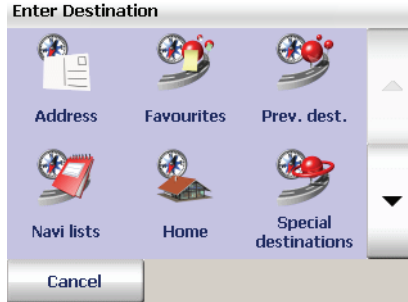 Enter Destination
Address
Favourites
Prev. dest.
Navi lists
Home
Special
destinations
Cancel